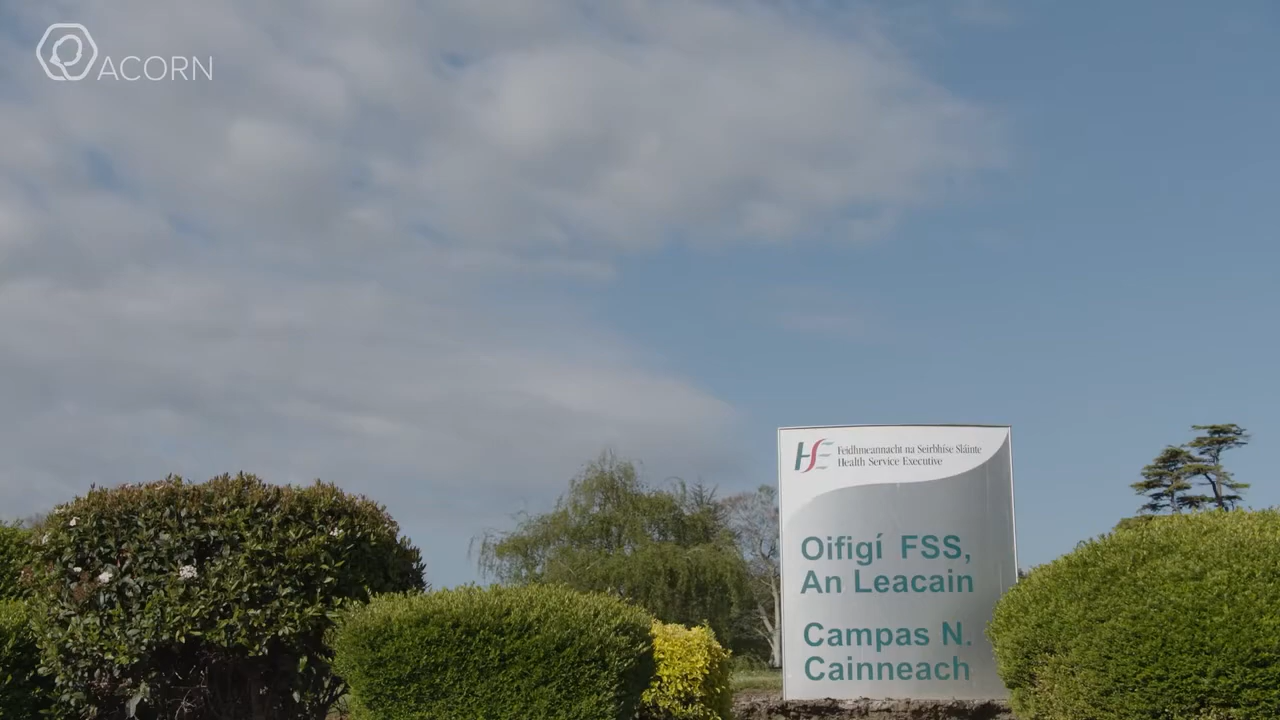 ACORN
HSE Feidhmeannacht na Seirbhíse Sláinte
Health Service Executive
Oifigí FSS,
An Leacain
Campas N.
Cainneach